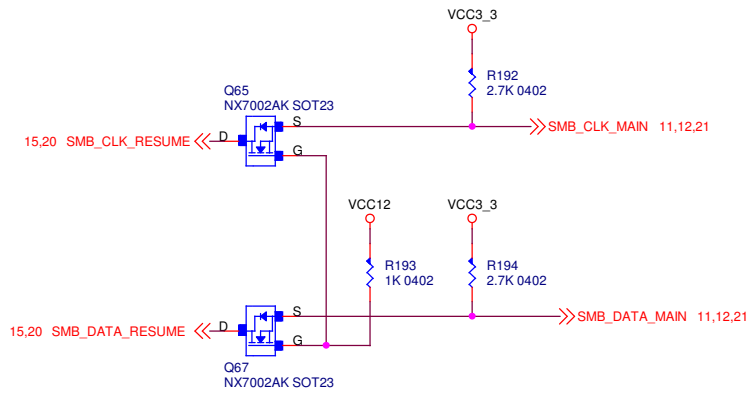 VCC3_3
R192
2.7K 0402
Q65
NX7002AK SOT23
S
SMB_CLK_MAIN 11,12,21
15,20 SMB_CLK_RESUME
D
G
VCC12
VCC3_3
R193
1K 0402
R194
2.7K 0402
S
SMB_DATA_MAIN 11,12,21
15,20 SMB_DATA_RESUME
D
G
Q67
NX7002AK SOT23